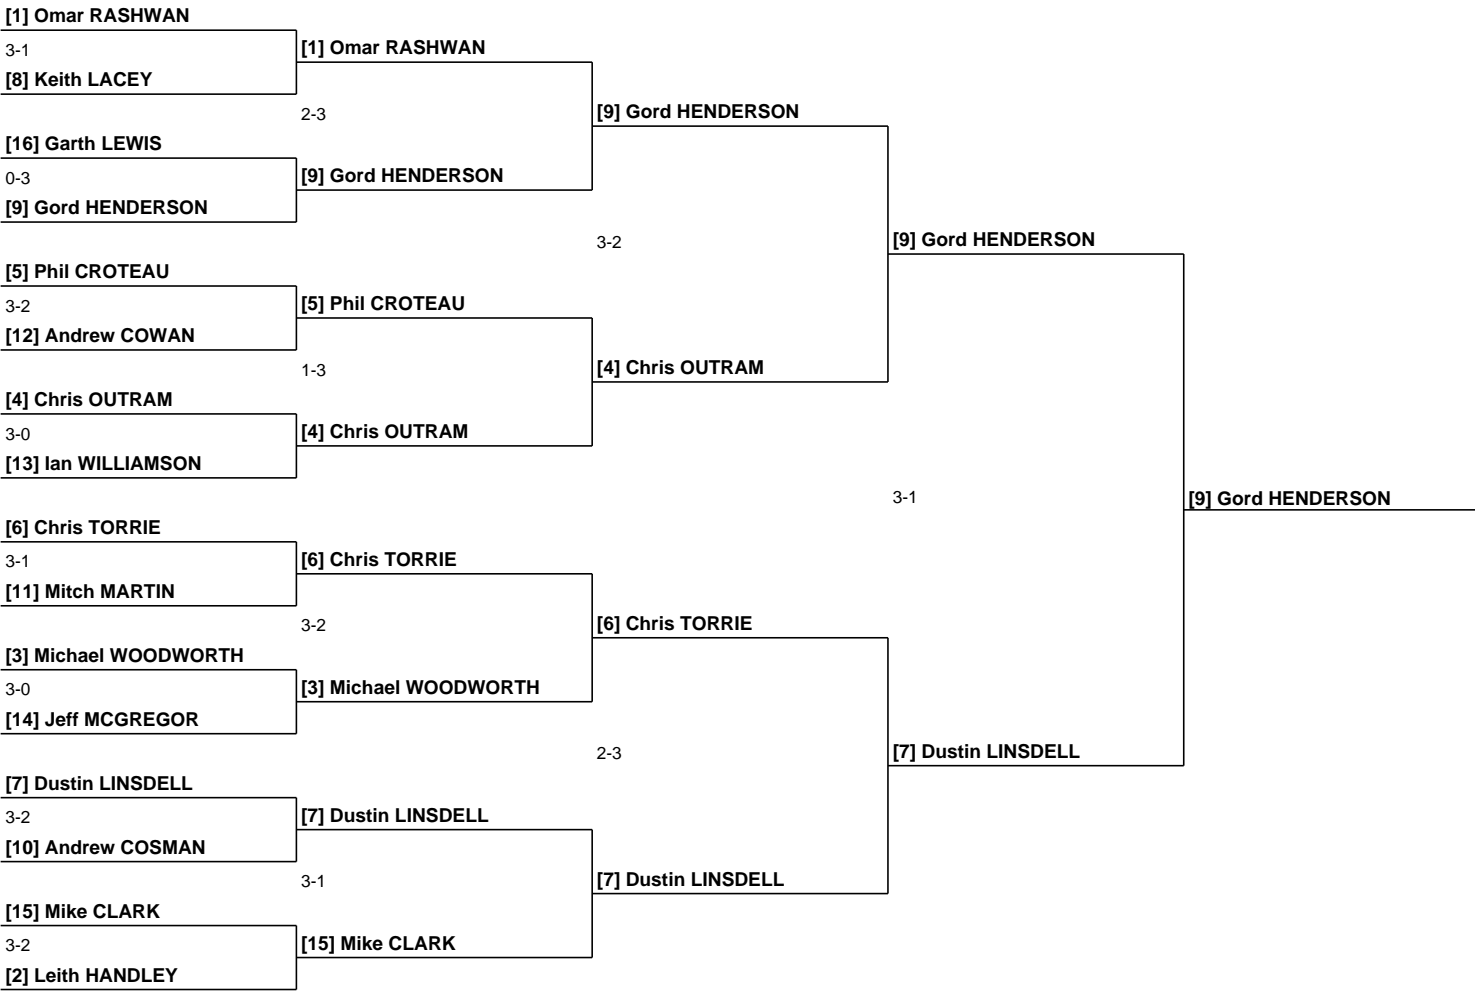 [1] Omar RASHWAN
3-1
[1] Omar RASHWAN
[8] Keith LACEY
2-3
[9] Gord HENDERSON
[16] Garth LEWIS
0-3
[9] Gord HENDERSON
[9] Gord HENDERSON
3-2
[9] Gord HENDERSON
[5] Phil CROTEAU
3-2
[5] Phil CROTEAU
[12] Andrew COWAN
1-3
[4] Chris OUTRAM
[4] Chris OUTRAM
3-0
[4] Chris OUTRAM
[13] Ian WILLIAMSON
3-1
[9] Gord HENDERSON
[6] Chris TORRIE
3-1
[6] Chris TORRIE
[11] Mitch MARTIN
3-2
[6] Chris TORRIE
[3] Michael WOODWORTH
3-0
[3] Michael WOODWORTH
[14] Jeff MCGREGOR
2-3
[7] Dustin LINSDELL
[7] Dustin LINSDELL
3-2
[7] Dustin LINSDELL
[10] Andrew COSMAN
3-1
[7] Dustin LINSDELL
[15] Mike CLARK
3-2
[15] Mike CLARK
[2] Leith HANDLEY